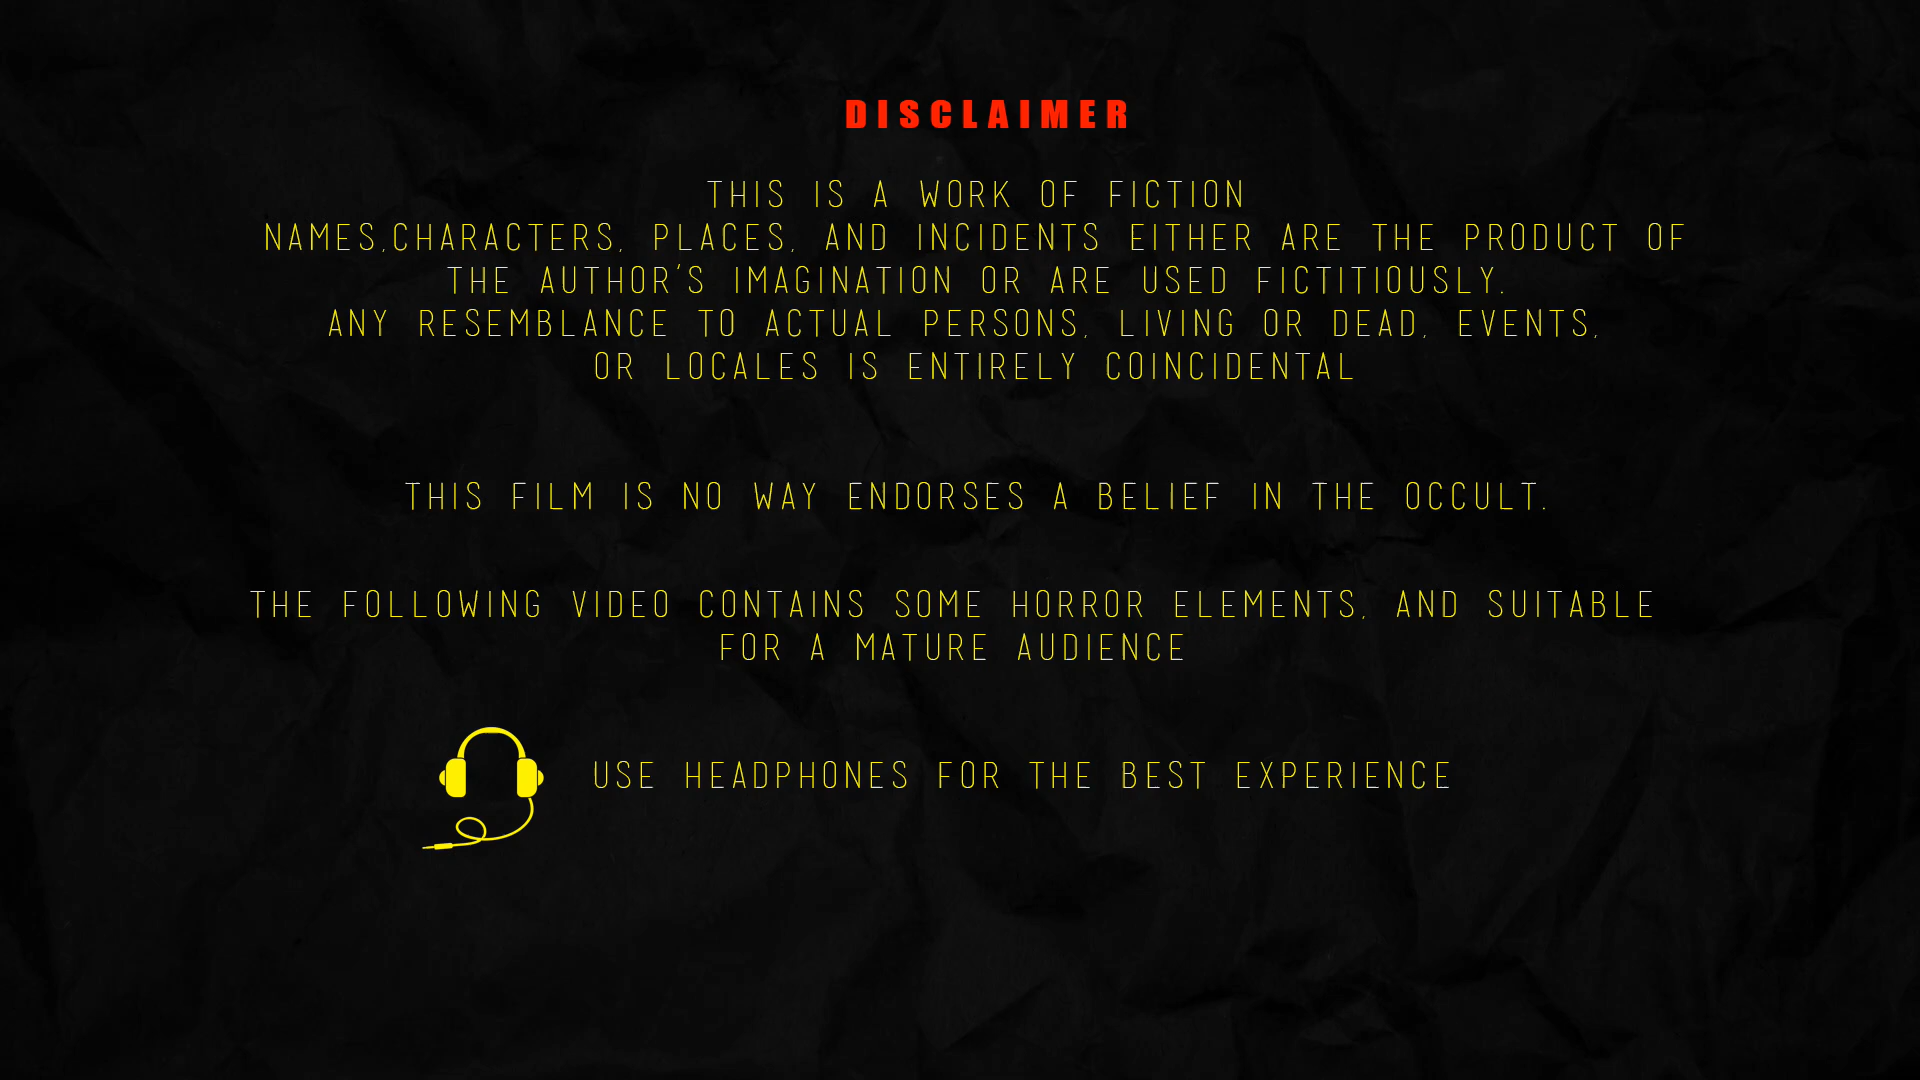 DISCLAIMER
THIS IS A WORK OF FICTION
NAMES,CHARACTERS, PLACES, AND INCIDENTS EITHER ARE THE PRODUCT OF
THE AUTHOR'S IMAGINATION OR ARE USED FICTITIOUSLY.
ANY RESEMBLANCE TO ACTUAL PERSONS, LIVING OR DEAD, EVENTS,
OR LOCALES IS ENTIRELY COINCIDENTAL
THIS FILM IS NO WAY ENDORSES A BELIEF IN THE OCCULT.
THE FOLLOWING VIDEO CONTAINS SOME HORROR ELEMENTS, AND SUITABLE
FOR A MATURE AUDIENCE
USE HEADPHONES FOR THE BEST EXPERIENCE